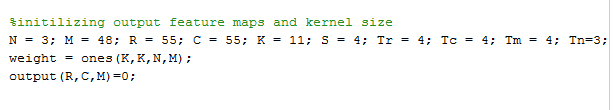 %initilizing output feature maps and kernel size
N = 3; M = 48; R = 55; C = 55; K = 11; S = 4; Tr = 4; Tc = 4; Tm = 4; Tn=3;
weight = ones(K,K,N,M);
output(R,C,M)=0;